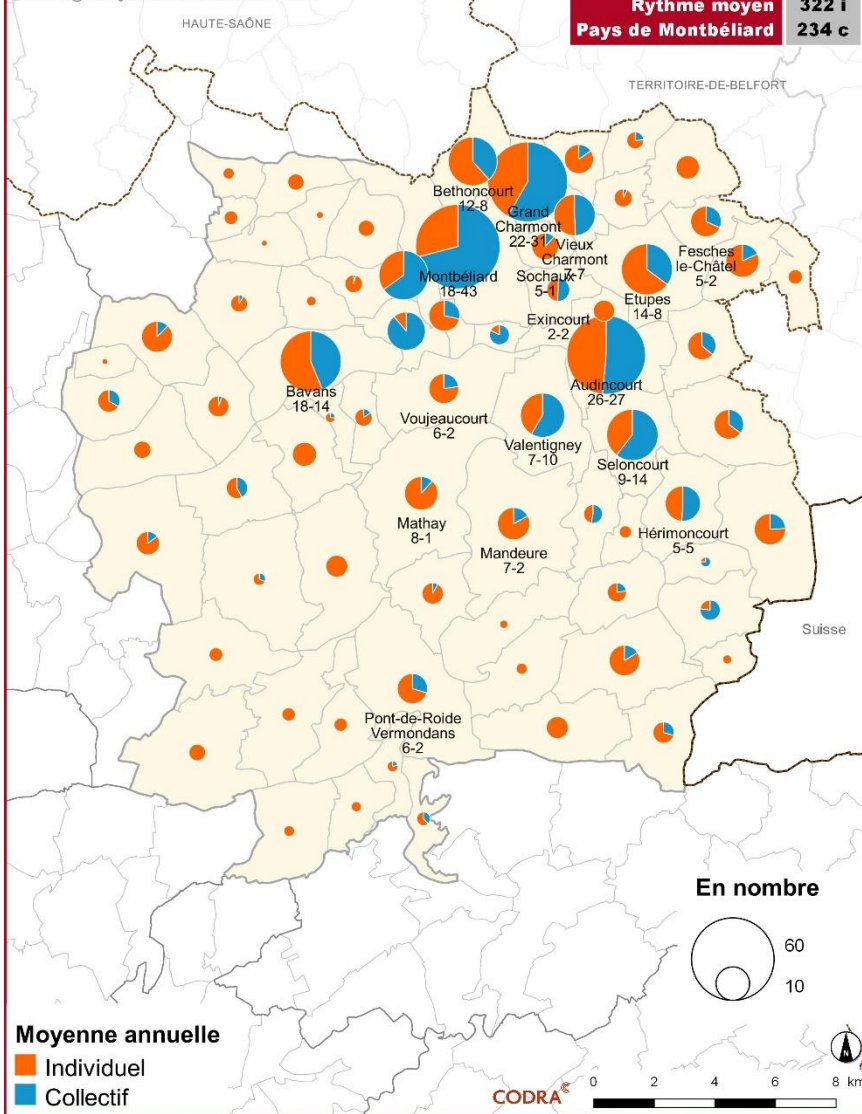 Rythme moyen 322 i
Pays de Montbéliard 234 c
HAUTE-SAÔNE
TERRITOIRE-DE-BELFORT
Bethoncourt
12-8
Grand
Charmont
22-31
Vieux
Charmont
7-7
Fesches
le-Châtel
5-2
Montbéliard
18-43
Sochaux
5-1
Etupes
14-8
Exincourt
2-2
Audincourt
26-27
Bavans
18-14
Voujeaucourt
6-2
Valentigney
7-10
Seloncourt
9-14
Mathay
8-1
Mandeure
7-2
Hérimoncourt
5-5
Suisse
Pont-de-Roide
Vermondans
6-2
En nombre
60
10
Moyenne annuelle
Individuel
Collectif
CODRA
N
0 2 4 6 8 km